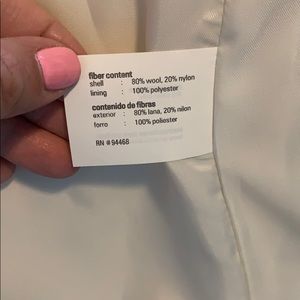 fiber content
shell : 80% wool, 20% nylon
lining : 100% polyester
contenido de fibras
exterior : 80% lana, 20% nilon
forro : 100% poliester
RN # 94468